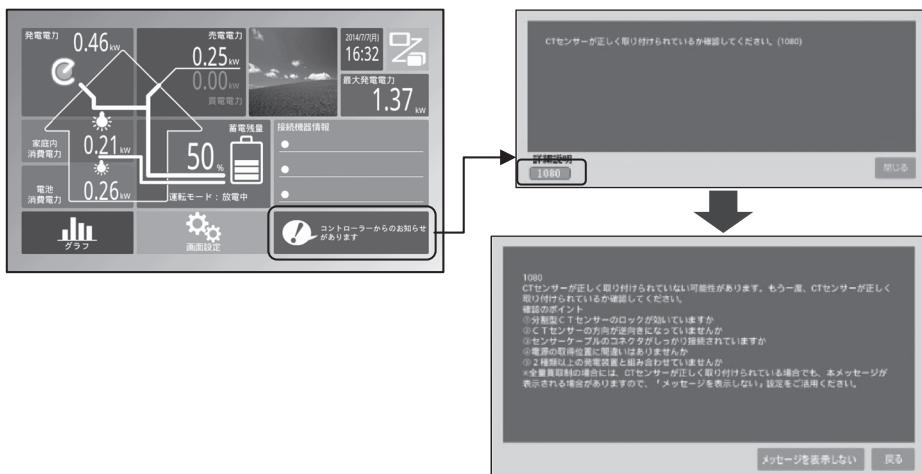 発電電力
0.46 kw
売電電力
0.25 kw
0.00 kw
買電電力
2014/7/7(月)
16:32
最大発電電力
1.37 kw
家庭内
消費電力
0.21 kw
蓄電残量
50 %
接続機器情報
電池
消費電力
0.26 kw
運転モード：放電中
グラフ
画面設定
コントローラーからのお知らせ
があります
CTセンサーが正しく取り付けられているか確認してください。(1080)
詳細説明
1080
閉じる
1080
CTセンサーが正しく取り付けられていない可能性があります。もう一度、CTセンサーが正しく
取り付けられているか確認してください。
確認のポイント
①分割型ＣＴセンサーのロックが効いていますか
②ＣＴセンサーの方向が逆向きになっていませんか
③センサーケーブルのコネクタがしっかり接続されていますか
④電源の取得位置に間違いはありませんか
⑤２種類以上の発電装置と組み合わせていませんか
※全量買取制の場合には、CTセンサーが正しく取り付けられている場合でも、本メッセージが
表示される場合がありますので、「メッセージを表示しない」設定をご活用ください。
メッセージを表示しない
戻る